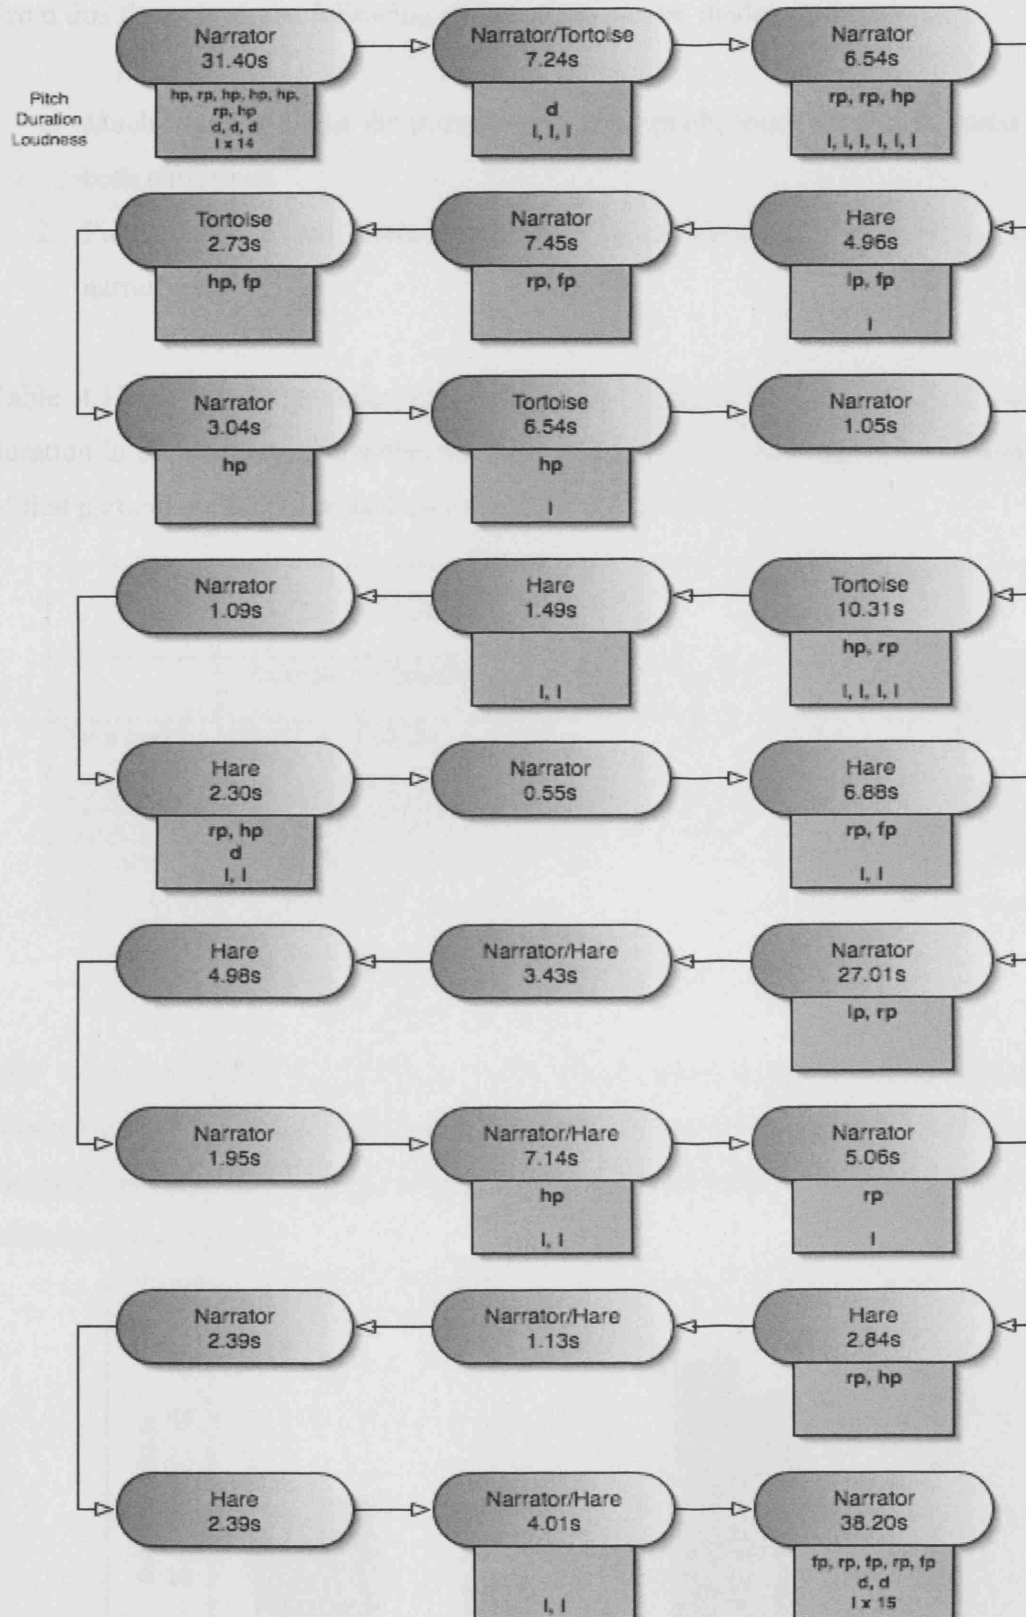 Narrator
31.40s
Narrator/Tortoise
7.24s
Narrator
6.54s
Pitch
Duration
Loudness
hp, rp, hp, hp, hp,
rp, hp
d, d, d
l x 14
d
l, l, l
rp, rp, hp
l, l, l, l, l, l
Tortoise
2.73s
Narrator
7.45s
Hare
4.96s
hp, fp
rp, fp
lp, fp
l
Narrator
3.04s
Tortoise
6.54s
Narrator
1.05s
hp
hp
l
Narrator
1.09s
Hare
1.49s
Tortoise
10.31s
l, l
hp, rp
l, l, l, l
Hare
2.30s
Narrator
0.55s
Hare
6.88s
rp, hp
d
l, l
rp, fp
l, l
Hare
4.98s
Narrator/Hare
3.43s
Narrator
27.01s
lp, rp
Narrator
1.95s
Narrator/Hare
7.14s
Narrator
5.06s
hp
l, l
rp
l
Narrator
2.39s
Narrator/Hare
1.13s
Hare
2.84s
rp, hp
Hare
2.39s
Narrator/Hare
4.01s
Narrator
38.20s
l, l
fp, rp, fp, rp, fp
d, d
l x 15